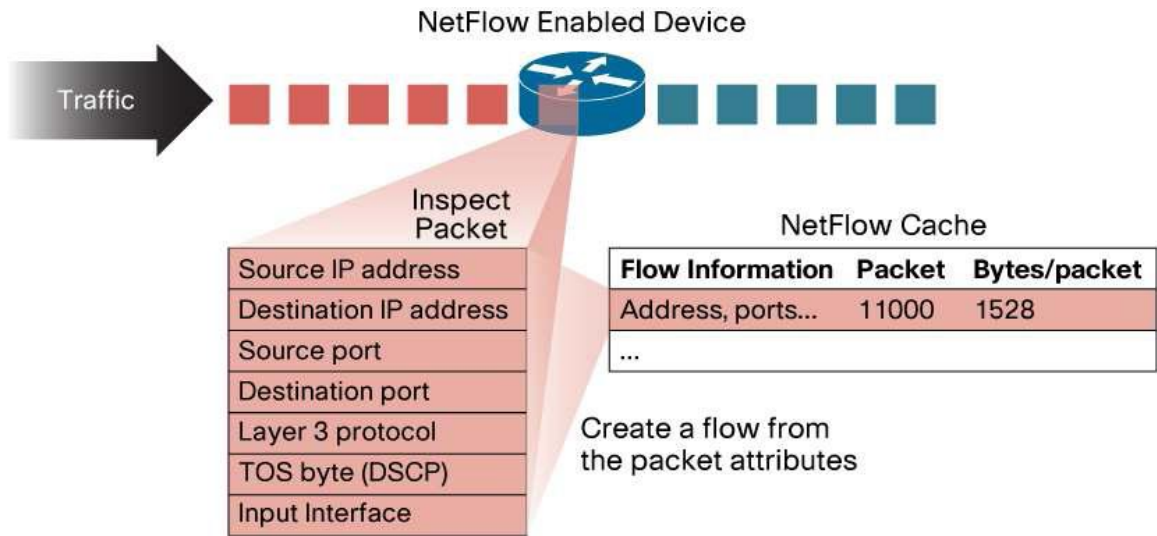 NetFlow Enabled Device
Traffic
Inspect
Packet
Source IP address
Destination IP address
Source port
Destination port
Layer 3 protocol
TOS byte (DSCP)
Input Interface
NetFlow Cache
Flow Information Packet Bytes/packet
Address, ports... 11000 1528
...
Create a flow from
the packet attributes